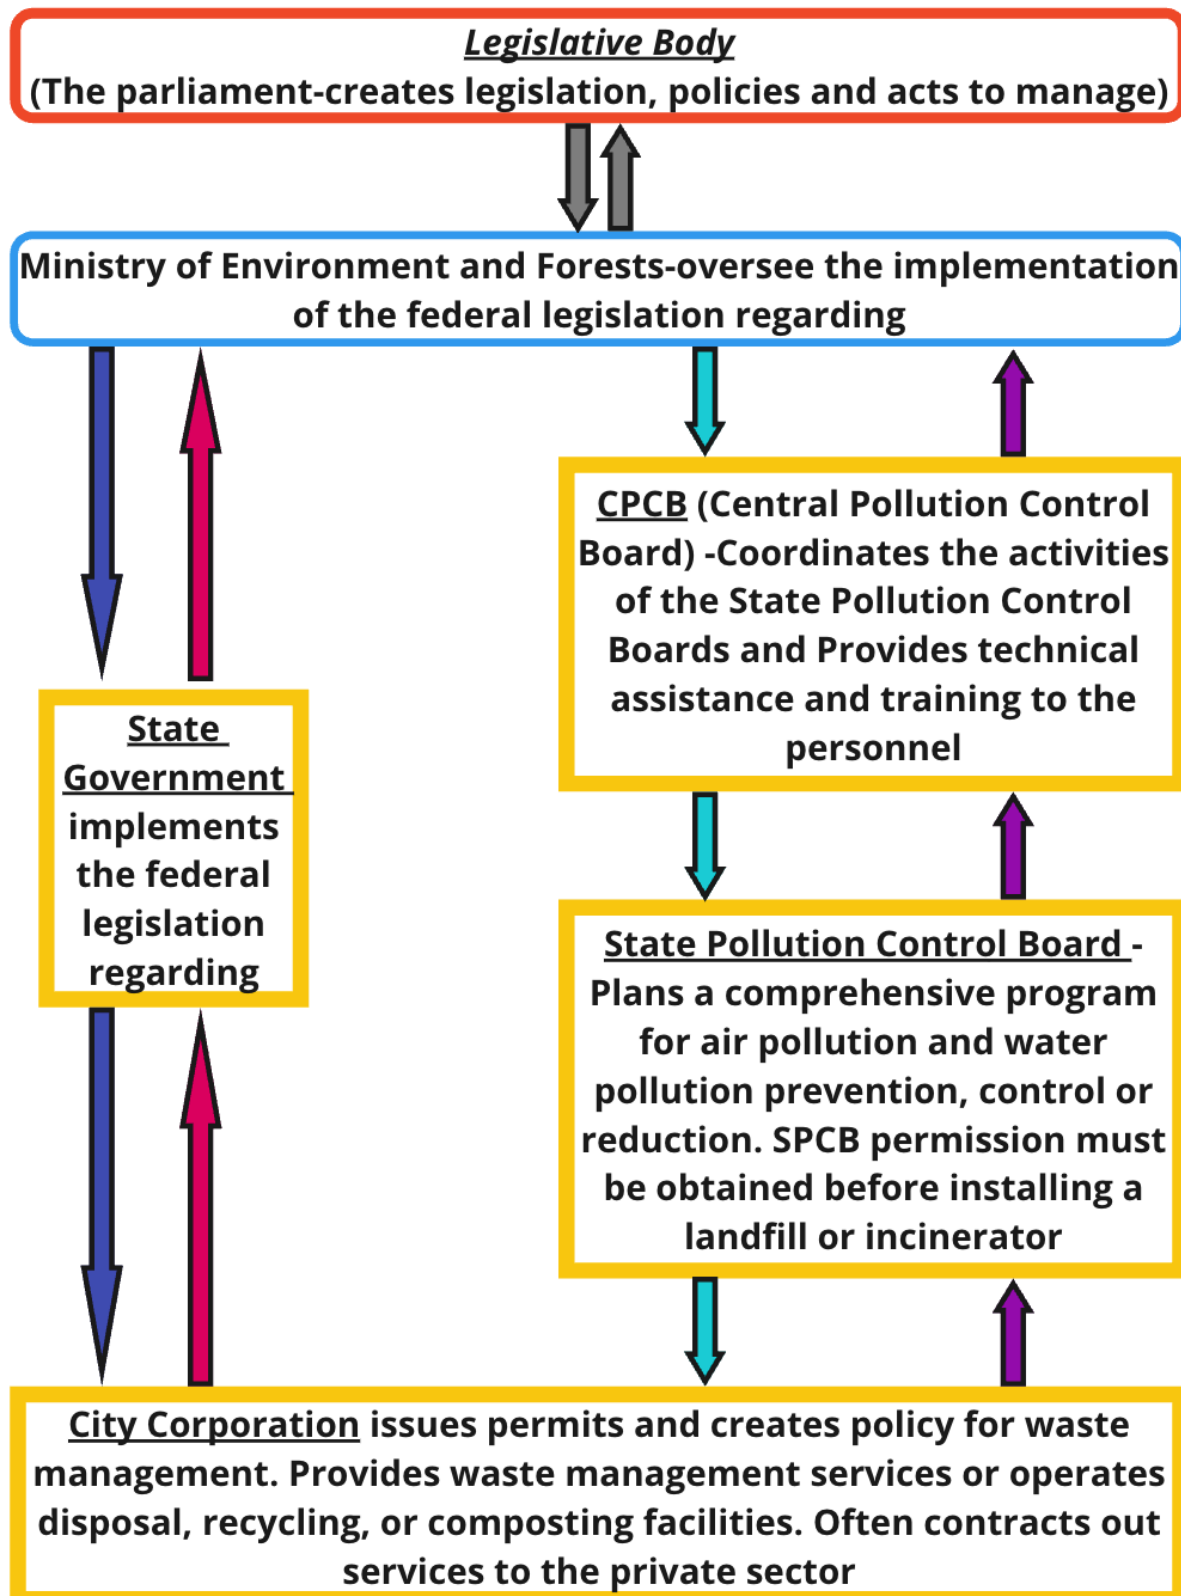 Legislative Body
(The parliament-creates legislation, policies and acts to manage)
Ministry of Environment and Forests-oversee the implementation
of the federal legislation regarding
State
Government
implements
the federal
legislation
regarding
CPCB (Central Pollution Control
Board) -Coordinates the activities
of the State Pollution Control
Boards and Provides technical
assistance and training to the
personnel
State Pollution Control Board -
Plans a comprehensive program
for air pollution and water
pollution prevention, control or
reduction. SPCB permission must
be obtained before installing a
landfill or incinerator
City Corporation issues permits and creates policy for waste
management. Provides waste management services or operates
disposal, recycling, or composting facilities. Often contracts out
services to the private sector